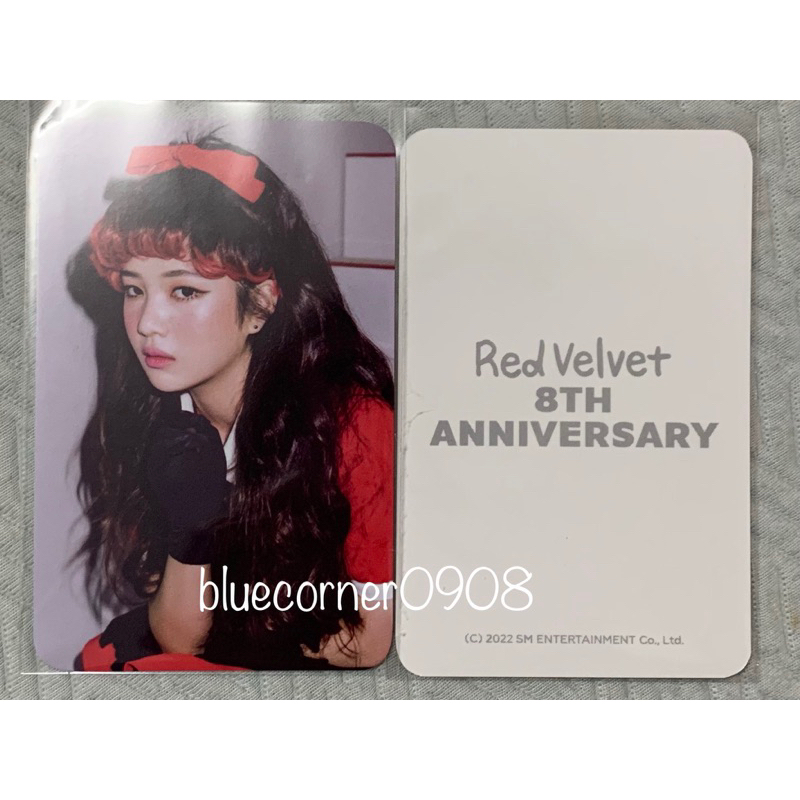 Red Velvet
8TH
ANNIVERSARY
bluecorner0908
(C) 2022 SM ENTERTAINMENT Co., Ltd.